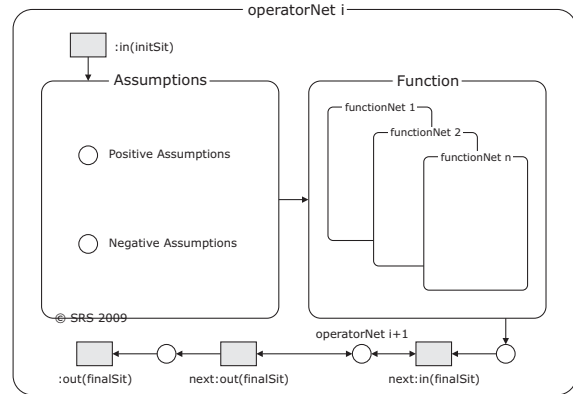 operatorNet i
:in(initSit)
Assumptions
Positive Assumptions
Negative Assumptions
© SRS 2009
Function
functionNet 1
functionNet 2
functionNet n
operatorNet i+1
:out(finalSit)
next:out(finalSit)
next:in(finalSit)